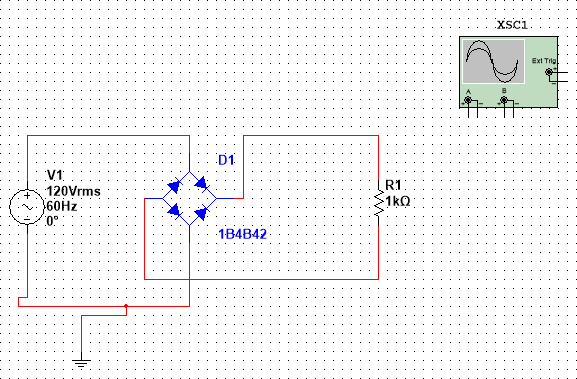 XSC1
Ext Trig
+
-
A
B
+
-
+
-
D1
V1
120Vrms
60Hz
0°
R1
1kΩ
1B4B42